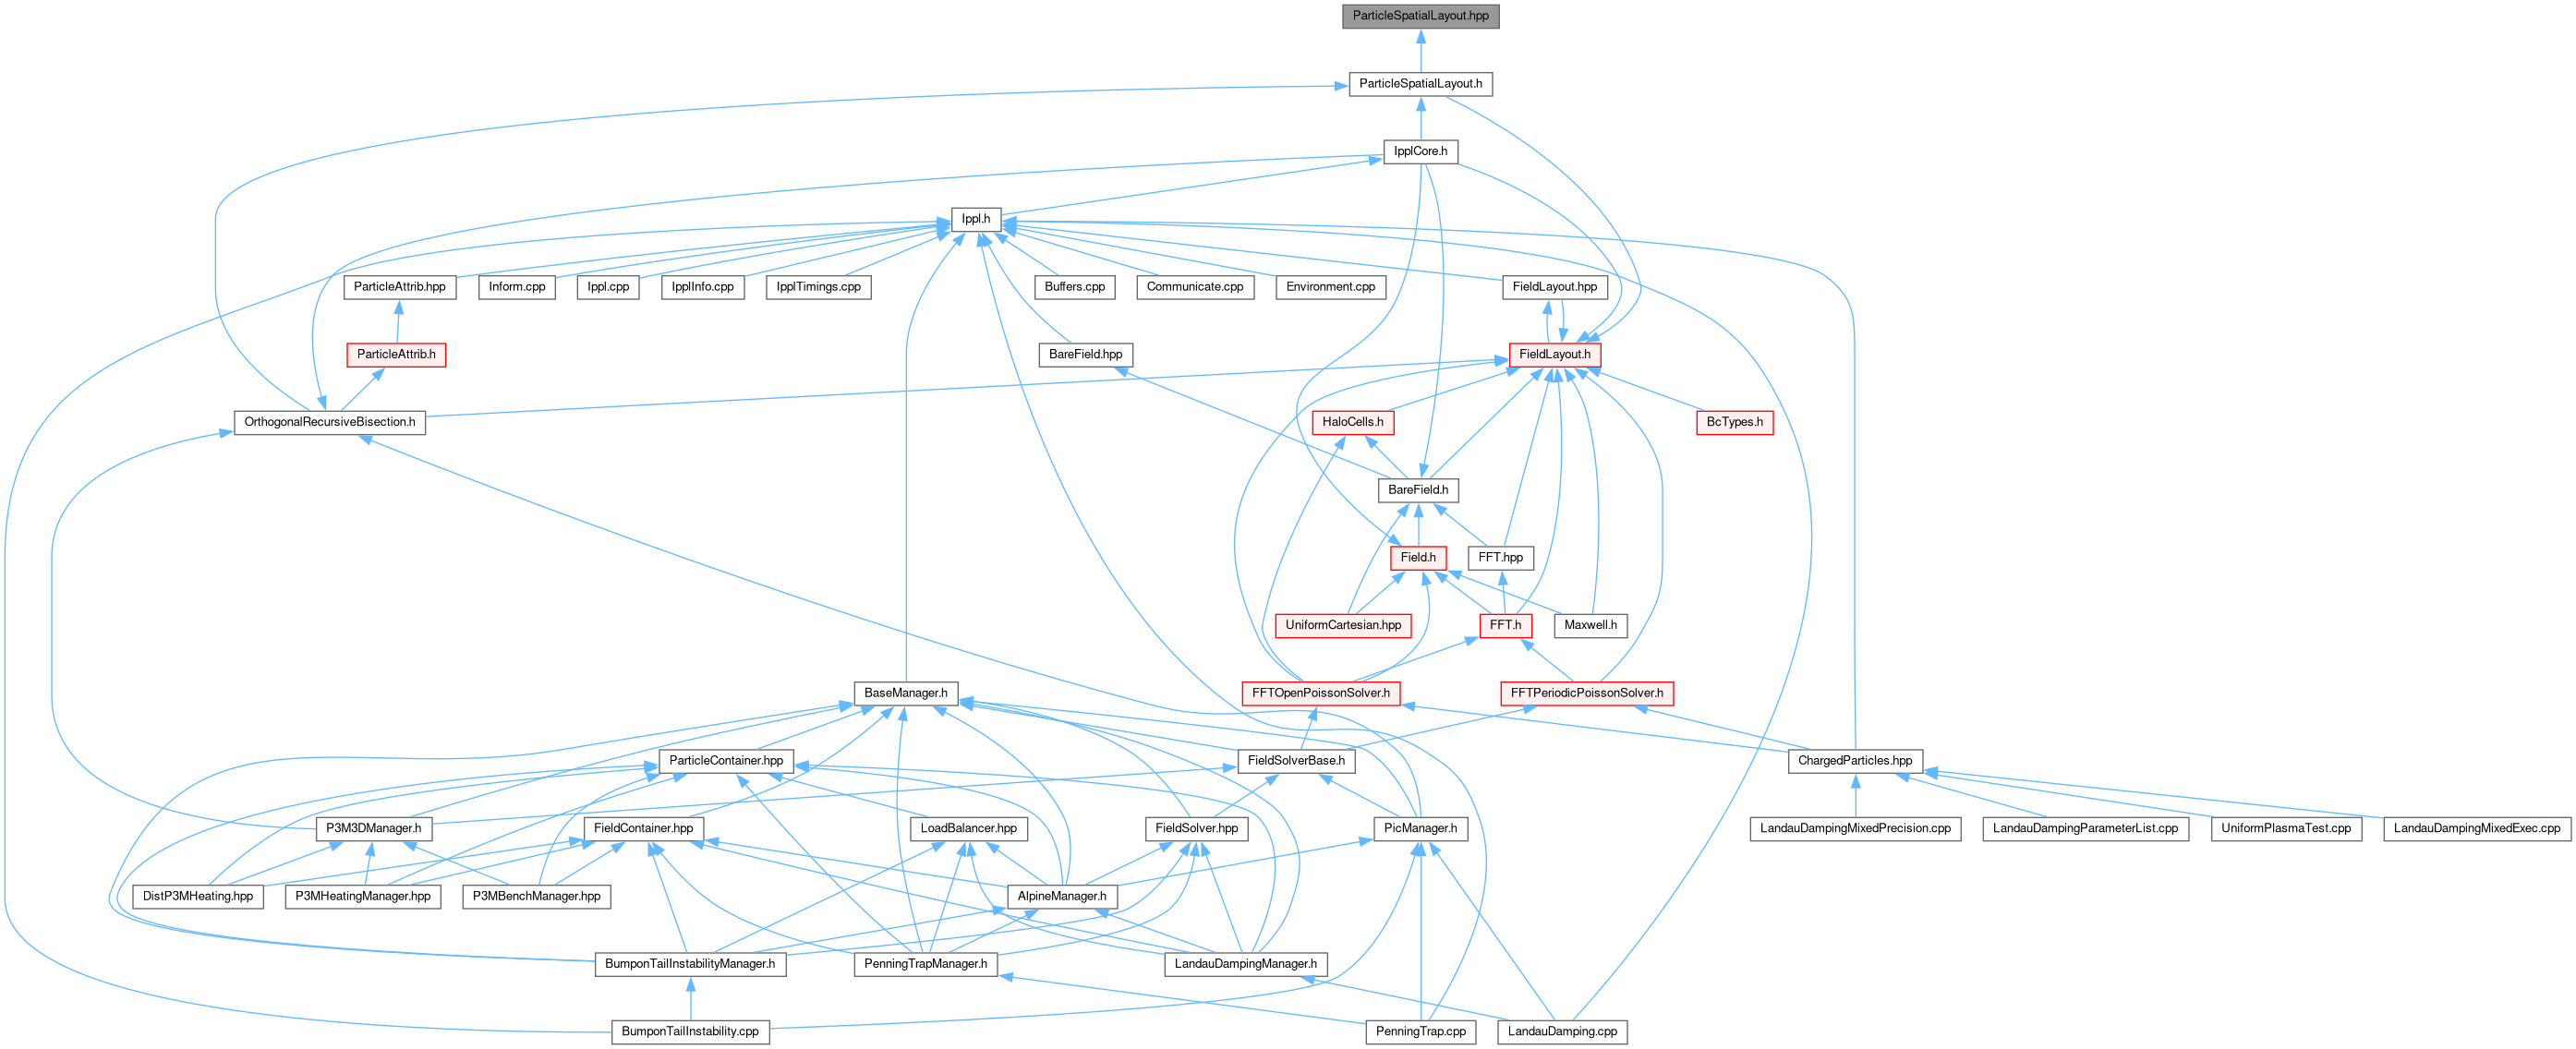 ParticleSpatialLayout.hpp
ParticleSpatialLayout.h
IpplCore.h
Ippl.h
ParticleAttrib.hpp
Inform.cpp
Ippl.cpp
IpplInfo.cpp
IpplTimings.cpp
Buffers.cpp
Communicate.cpp
Environment.cpp
FieldLayout.hpp
ParticleAttrib.h
BareField.hpp
FieldLayout.h
OrthogonalRecursiveBisection.h
HaloCells.h
BcTypes.h
BareField.h
Field.h
FFT.hpp
UniformCartesian.hpp
FFT.h
Maxwell.h
BaseManager.h
FFTOpenPoissonSolver.h
FFTPeriodicPoissonSolver.h
ParticleContainer.hpp
FieldSolverBase.h
ChargedParticles.hpp
P3M3DManager.h
FieldContainer.hpp
LoadBalancer.hpp
FieldSolver.hpp
PicManager.h
LandauDampingMixedPrecision.cpp
LandauDampingParameterList.cpp
UniformPlasmaTest.cpp
LandauDampingMixedExec.cpp
DistP3MHeating.hpp
P3MHeatingManager.hpp
P3MBenchManager.hpp
AlpineManager.h
BumponTailInstabilityManager.h
PenningTrapManager.h
LandauDampingManager.h
BumponTailInstability.cpp
PenningTrap.cpp
LandauDamping.cpp